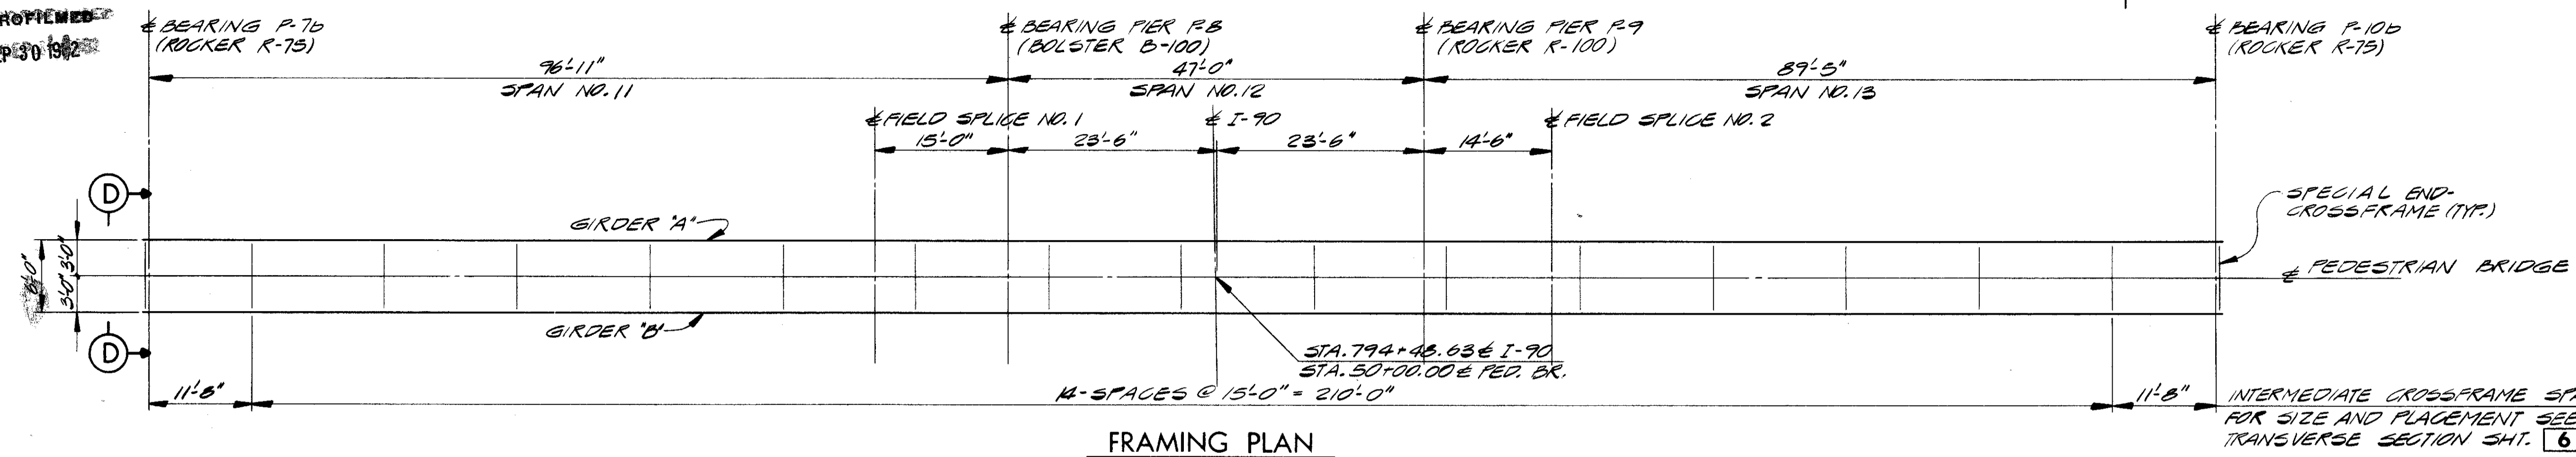 ROFILMED
P 30 1962
℄ BEARING P-7b
(ROCKER R-75)
℄ BEARING PIER P-8
(BOLSTER B-100)
℄ BEARING PIER P-9
(ROCKER R-100)
℄ BEARING P-10b
(ROCKER R-75)
96'-11"
47'-0"
89'-5"
SPAN NO. 11
SPAN NO. 12
SPAN NO. 13
℄ FIELD SPLICE NO. 1
℄ I-90
℄ FIELD SPLICE NO. 2
15'-0"
23'-6"
23'-6"
14'-6"
D
SPECIAL END-
CROSSFRAME (TYP.)
GIRDER "A"
6'-0"
3'-0"
3'-0"
℄ PEDESTRIAN BRIDGE
GIRDER "B"
D
STA. 794+48.63 ℄ I-90
STA. 50+00.00 ℄ PED. BR.
11'-8"
14-SPACES @ 15'-0" = 210'-0"
11'-8"
INTERMEDIATE CROSSFRAME SPA
FOR SIZE AND PLACEMENT SEE
TRANSVERSE SECTION SHT. 6
FRAMING PLAN